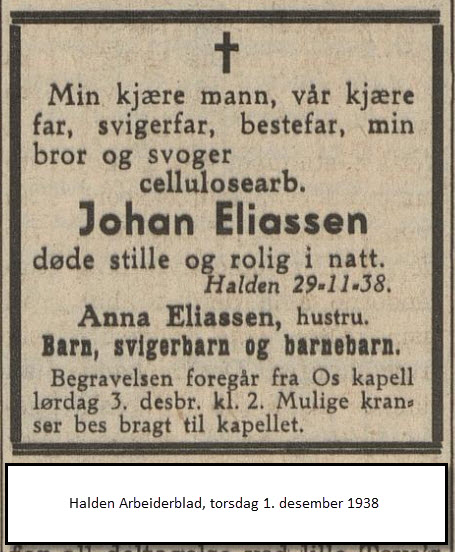 Min kjære mann, vår kjære
far, svigerfar, bestefar, min
bror og svoger
cellulosearb.
Johan Eliassen
døde stille og rolig i natt.
Halden 29-11-38.
Anna Eliassen, hustru.
Barn, svigerbarn og barnebarn.
Begravelsen foregår fra Os kapell
lørdag 3. desbr. kl. 2. Mulige kran-
ser bes bragt til kapellet.
Halden Arbeiderblad, torsdag 1. desember 1938